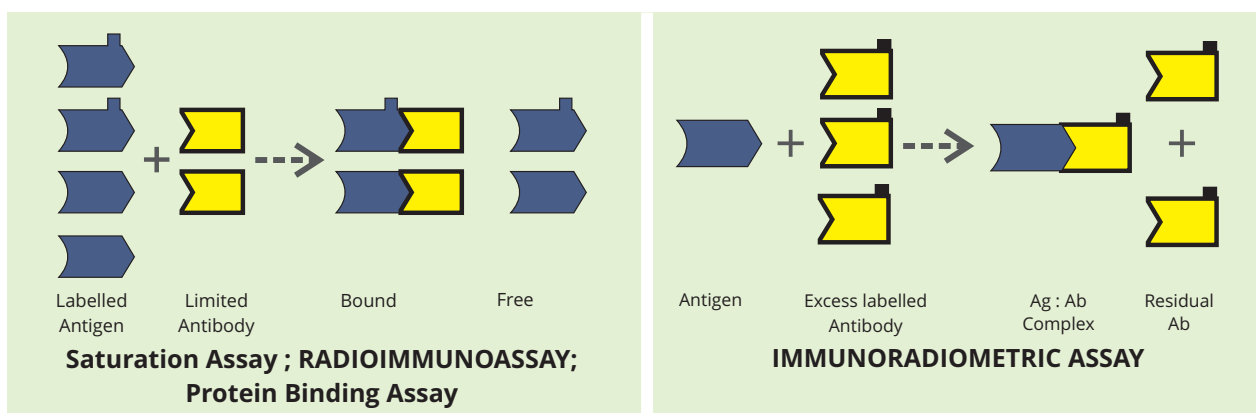 Labelled
Antigen
Limited
Antibody
Bound
Free
Saturation Assay ; RADIOIMMUNOASSAY;
Protein Binding Assay
Antigen
Excess labelled
Antibody
Ag : Ab
Complex
Residual
Ab
IMMUNORADIOMETRIC ASSAY